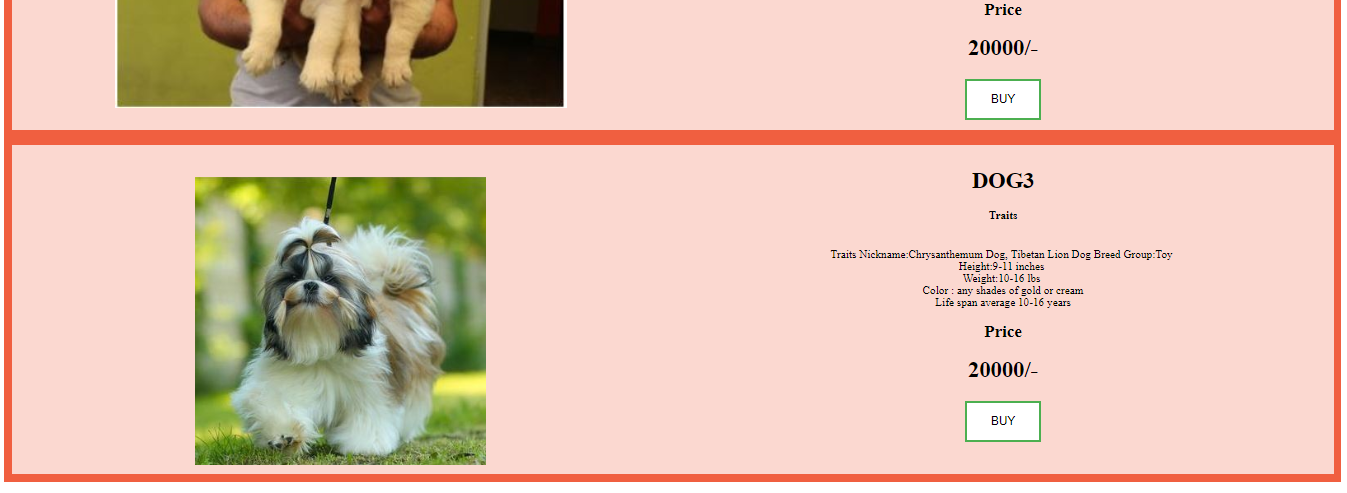 Price
20000/-
BUY
DOG3
Traits
Traits Nickname:Chrysanthemum Dog, Tibetan Lion Dog Breed Group:Toy
Height:9-11 inches
Weight:10-16 lbs
Color : any shades of gold or cream
Life span average 10-16 years
Price
20000/-
BUY